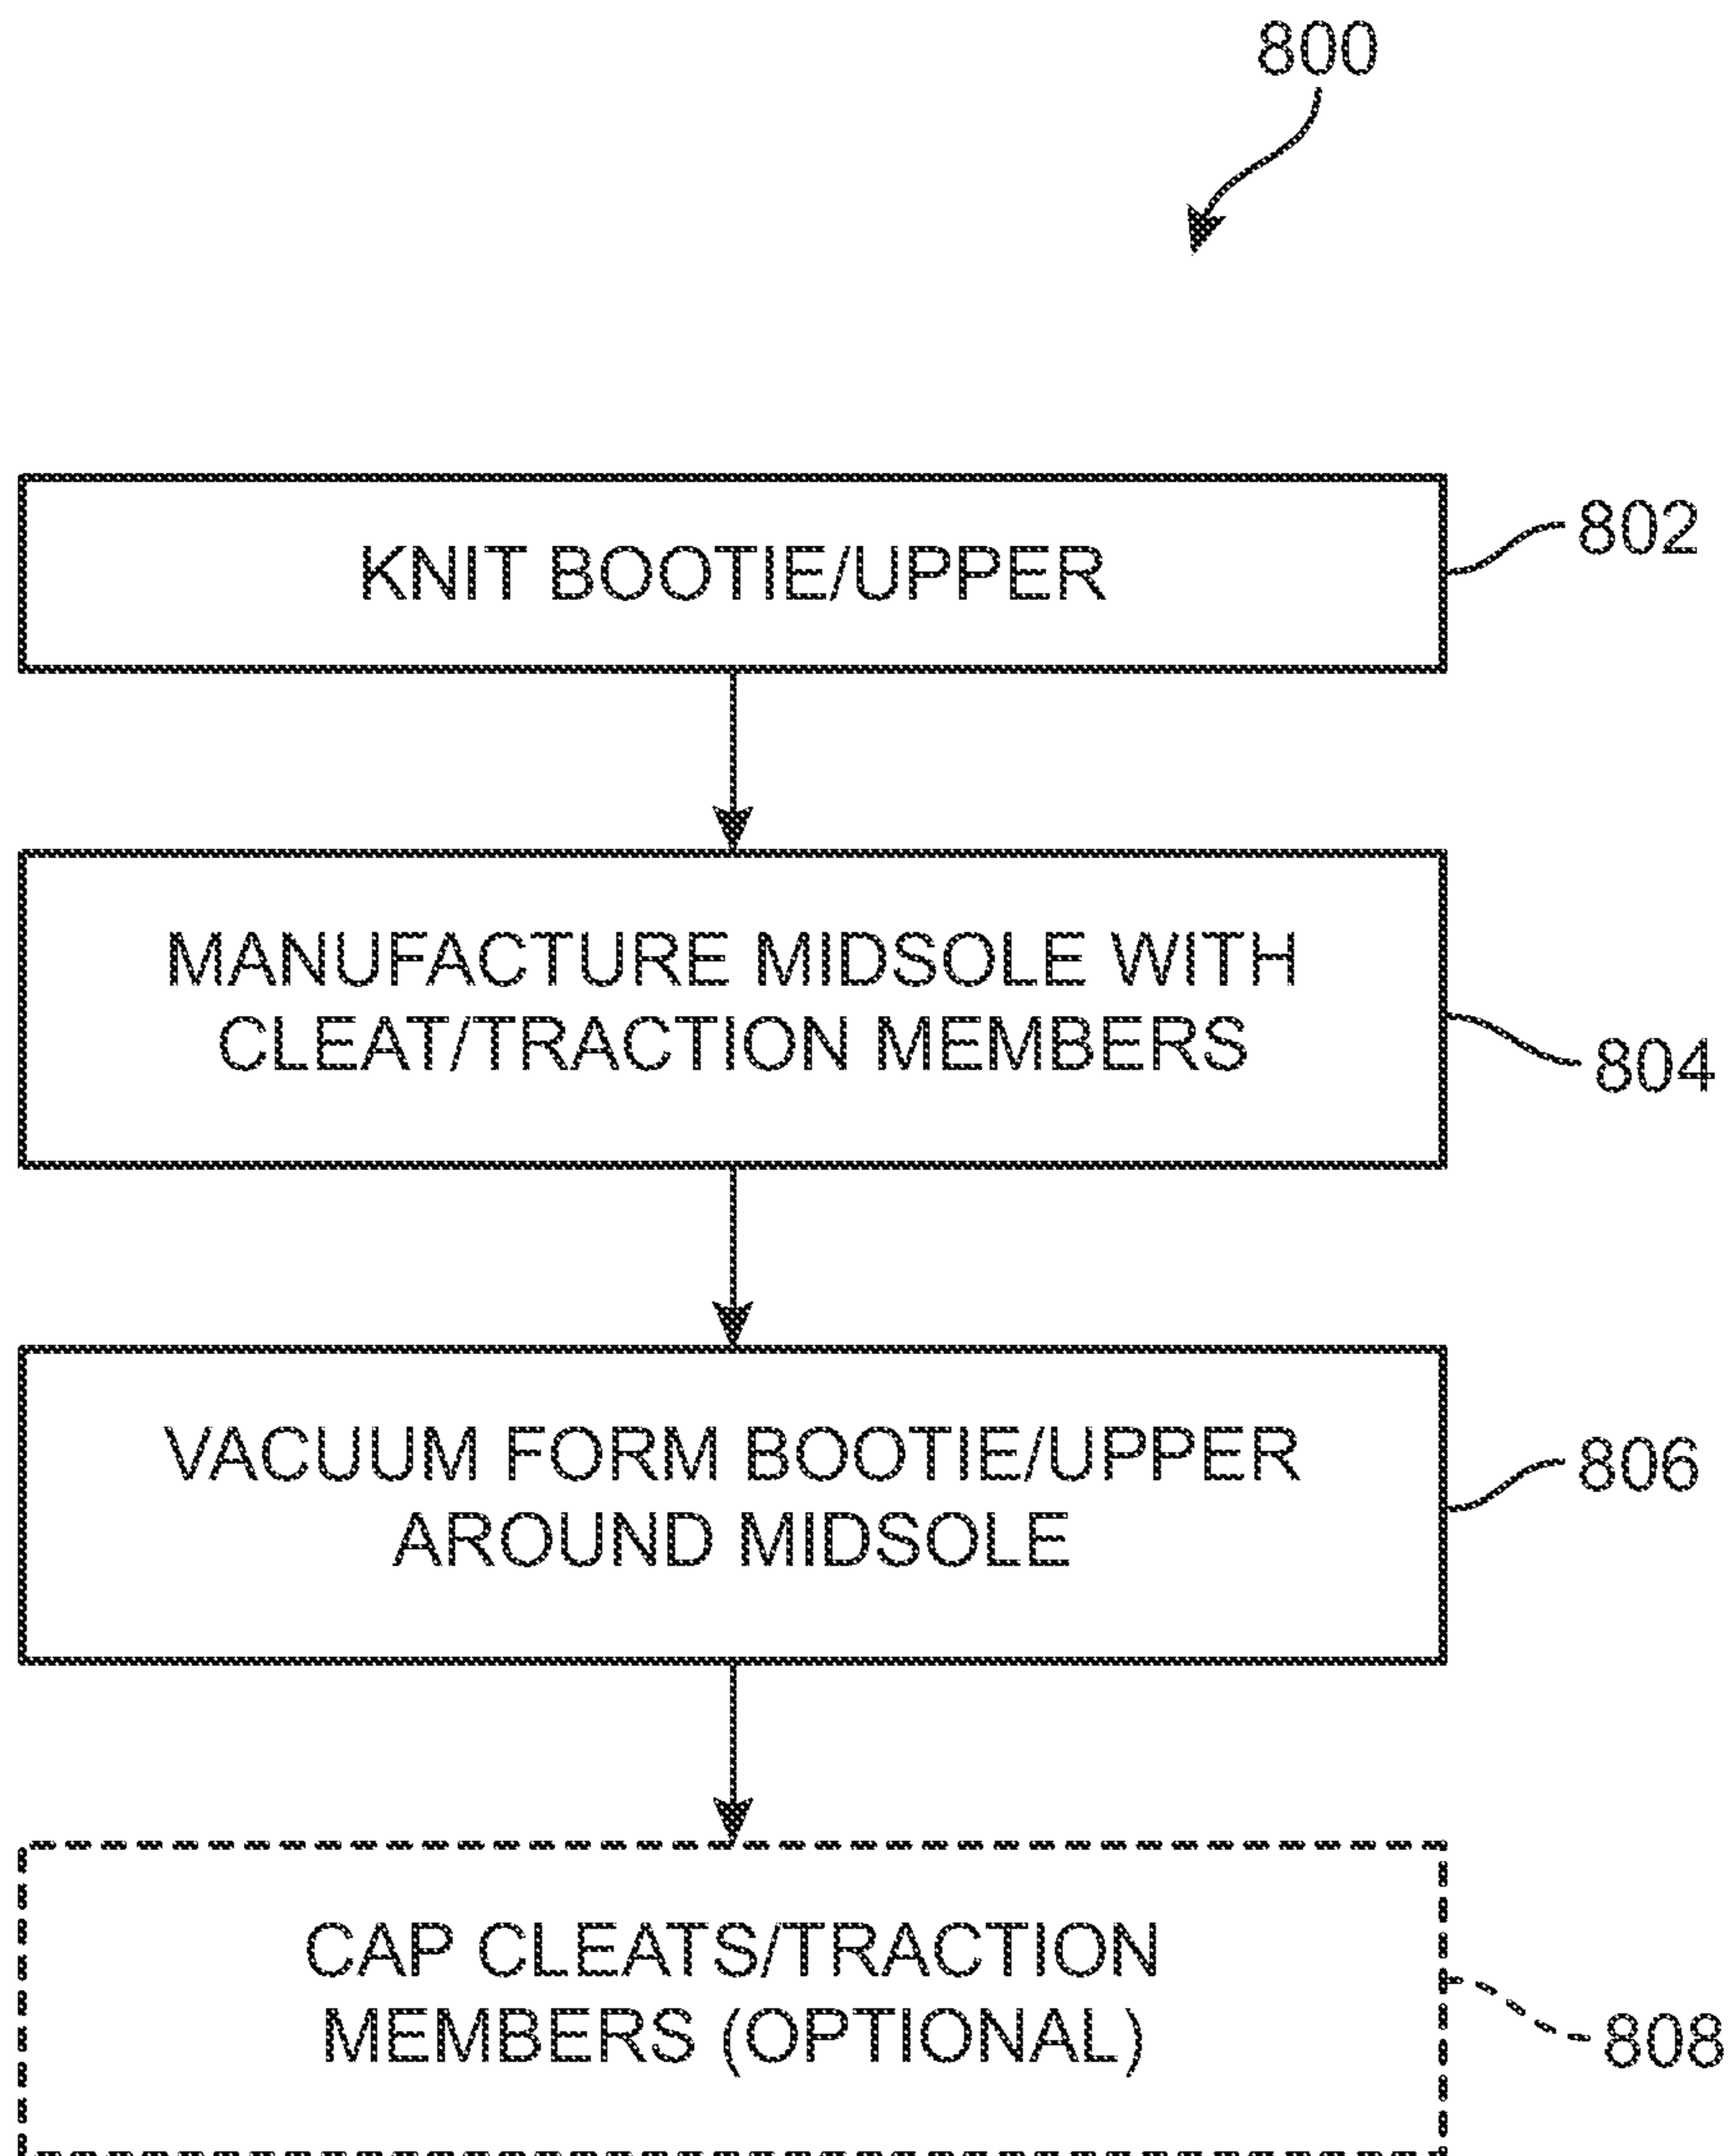 800
KNIT BOOTIE/UPPER
802
MANUFACTURE MIDSOLE WITH
CLEAT/TRACTION MEMBERS
804
VACUUM FORM BOOTIE/UPPER
AROUND MIDSOLE
806
CAP CLEATS/TRACTION
MEMBERS (OPTIONAL)
808